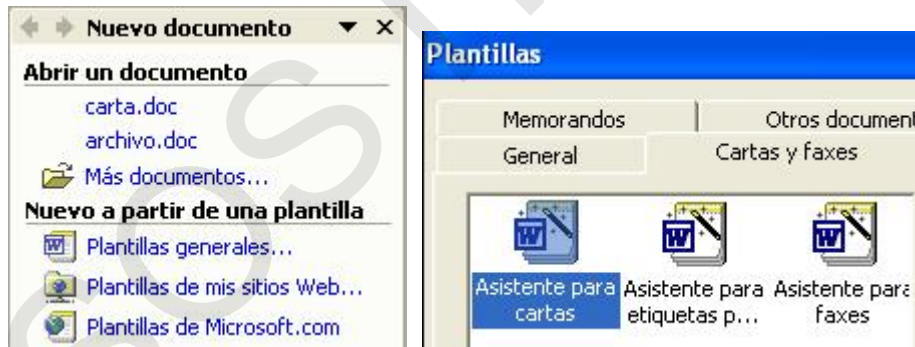 Nuevo documento
Abrir un documento
carta.doc
archivo.doc
Más documentos...
Nuevo a partir de una plantilla
Plantillas generales...
Plantillas de mis sitios Web...
Plantillas de Microsoft.com
Plantillas
Memorandos
Otros document
General
Cartas y faxes
Asistente para cartas
Asistente para etiquetas p...
Asistente para faxes